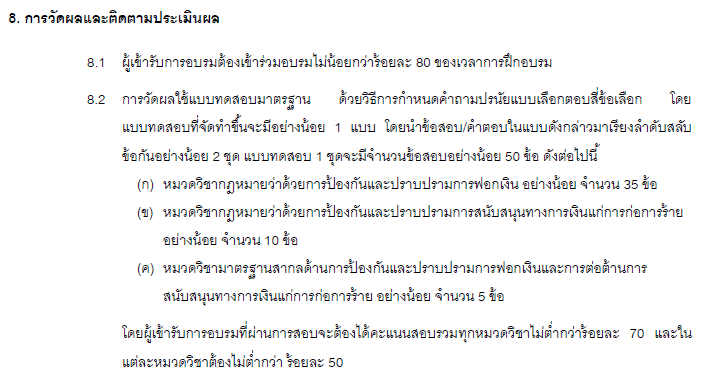 8. การวัดผลและติดตามประเมินผล
8.1 ผู้เข้ารับการอบรมต้องเข้าร่วมอบรมไม่น้อยกว่าร้อยละ 80 ของเวลาการฝึกอบรม
8.2 การวัดผลใช้แบบทดสอบมาตรฐาน ด้วยวิธีการกำหนดคำถามปรนัยแบบเลือกตอบสี่ข้อเลือก โดย
แบบทดสอบที่จัดทำขึ้นจะมีอย่างน้อย 1 แบบ โดยนำข้อสอบ/คำตอบในแบบดังกล่าวมาเรียงลำดับสลับ
ข้อกันอย่างน้อย 2 ชุด แบบทดสอบ 1 ชุดจะมีจำนวนข้อสอบอย่างน้อย 50 ข้อ ดังต่อไปนี้
(ก) หมวดวิชากฎหมายว่าด้วยการป้องกันและปราบปรามการฟอกเงิน อย่างน้อย จำนวน 35 ข้อ
(ข) หมวดวิชากฎหมายว่าด้วยการป้องกันและปราบปรามการสนับสนุนทางการเงินแก่การก่อการร้าย
อย่างน้อย จำนวน 10 ข้อ
(ค) หมวดวิชามาตรฐานสากลด้านการป้องกันและปราบปรามการฟอกเงินและการต่อต้านการ
สนับสนุนทางการเงินแก่การก่อการร้าย อย่างน้อย จำนวน 5 ข้อ
โดยผู้เข้ารับการอบรมที่ผ่านการสอบจะต้องได้คะแนนสอบรวมทุกหมวดวิชาไม่ต่ำกว่าร้อยละ 70 และใน
แต่ละหมวดวิชาต้องไม่ต่ำกว่า ร้อยละ 50